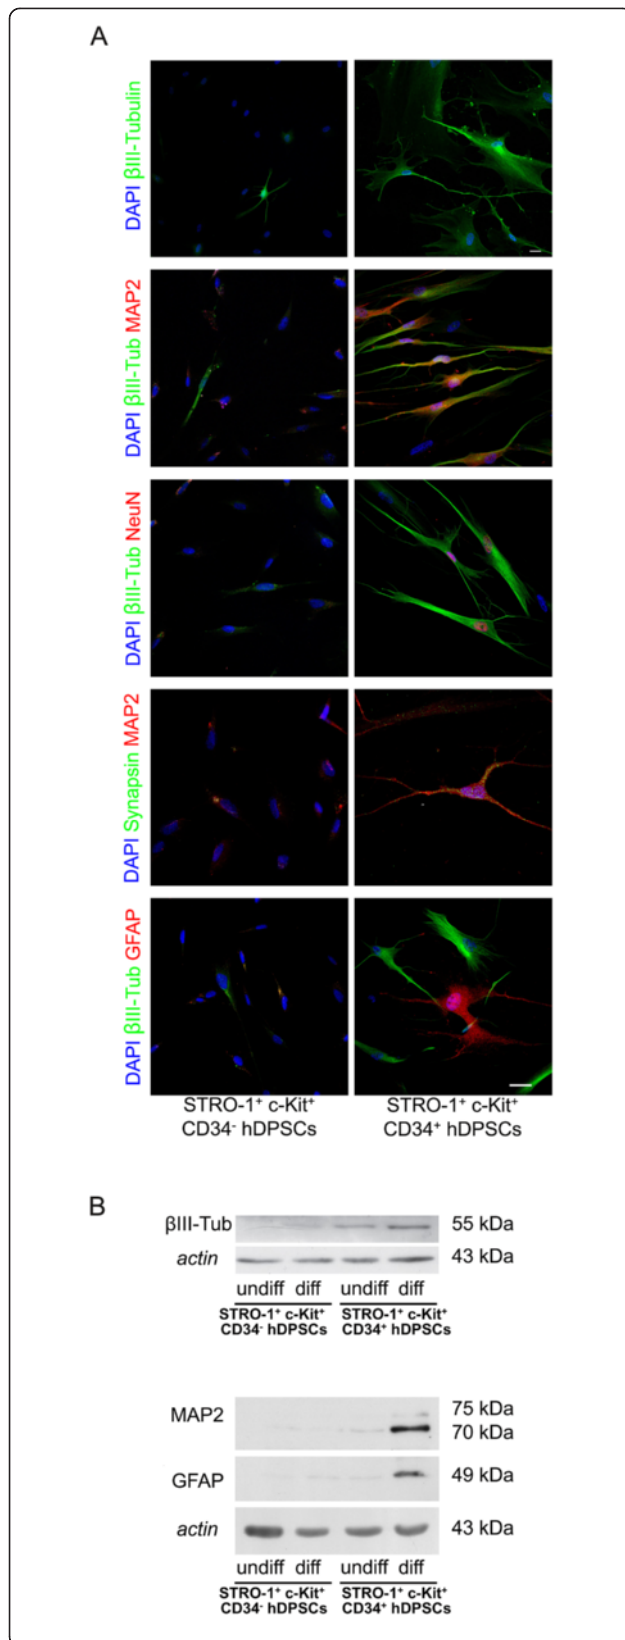 A
DAPI βIII-Tubulin
DAPI βIII-Tub MAP2
DAPI βIII-Tub NeuN
DAPI Synapsin MAP2
DAPI βIII-Tub GFAP
STRO-1⁺ c-Kit⁺
CD34⁻ hDPSCs
STRO-1⁺ c-Kit⁺
CD34⁺ hDPSCs
B
βIII-Tub 55 kDa
actin 43 kDa
undiff diff undiff diff
STRO-1⁺ c-Kit⁺ STRO-1⁺ c-Kit⁺
CD34⁻ hDPSCs CD34⁺ hDPSCs
MAP2 75 kDa
70 kDa
GFAP 49 kDa
actin 43 kDa
undiff diff undiff diff
STRO-1⁺ c-Kit⁺ STRO-1⁺ c-Kit⁺
CD34⁻ hDPSCs CD34⁺ hDPSCs